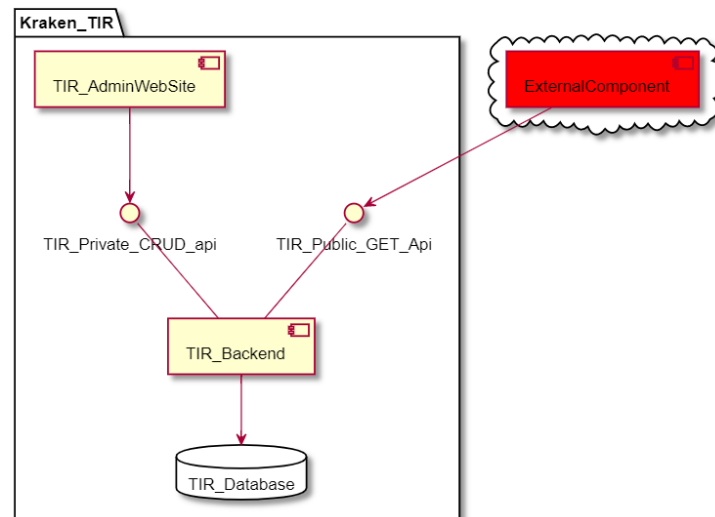 Kraken_TIR
TIR_AdminWebSite
ExternalComponent
TIR_Private_CRUD_api
TIR_Public_GET_Api
TIR_Backend
TIR_Database